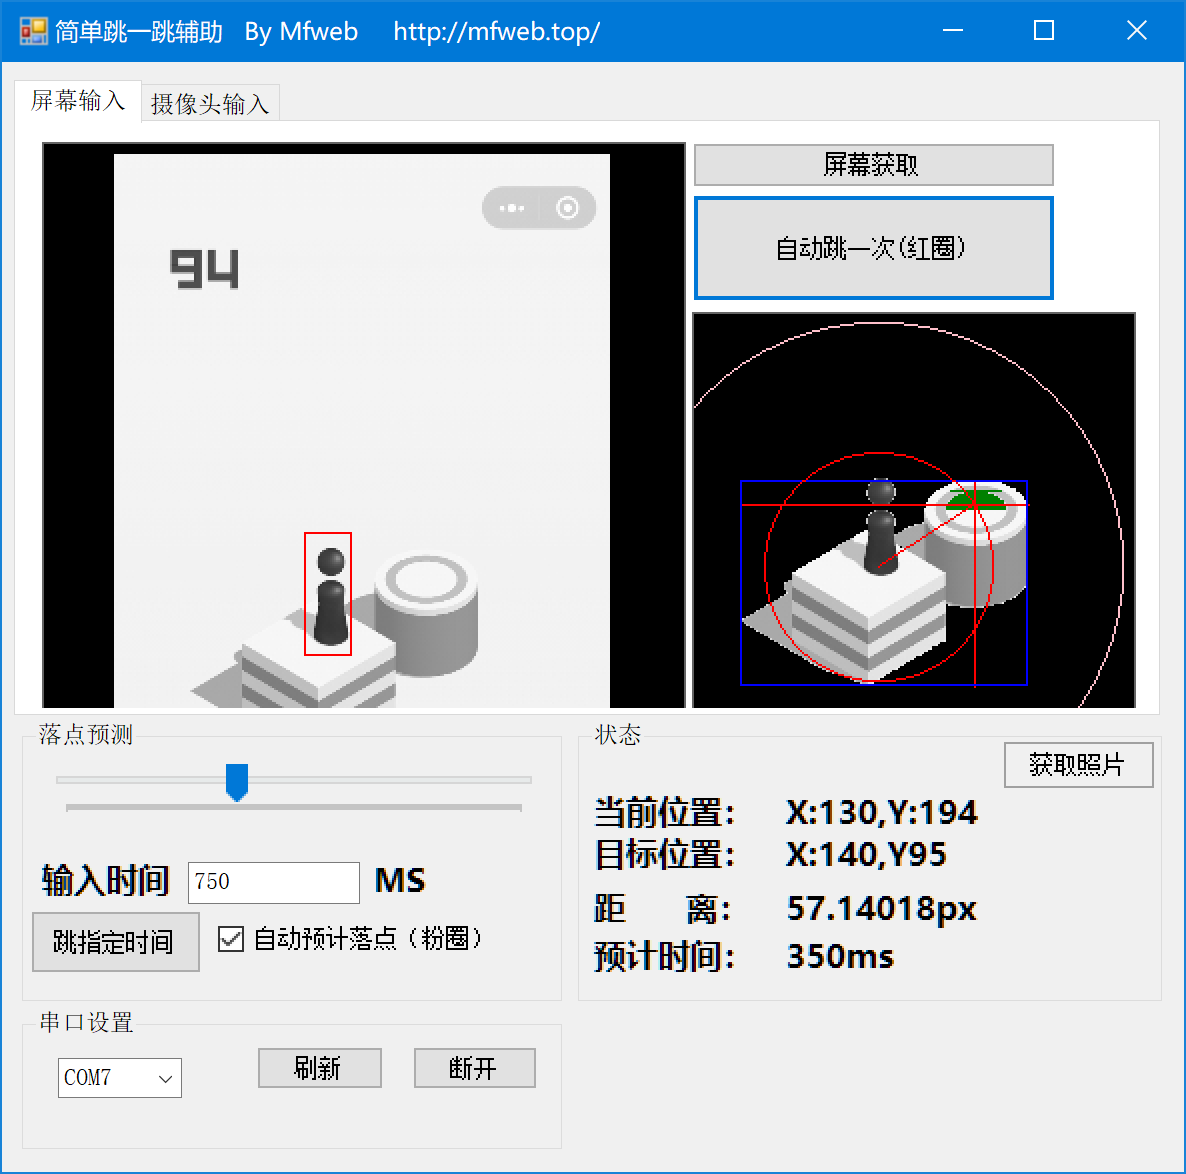 简单跳一跳辅助 By Mfweb http://mfweb.top/
屏幕输入 摄像头输入
94
屏幕获取
自动跳一次(红圈)
落点预测
输入时间 750 MS
跳指定时间 自动预计落点（粉圈）
状态
获取照片
当前位置： X:130,Y:194
目标位置： X:140,Y95
距 离： 57.14018px
预计时间： 350ms
串口设置
COM7 刷新 断开